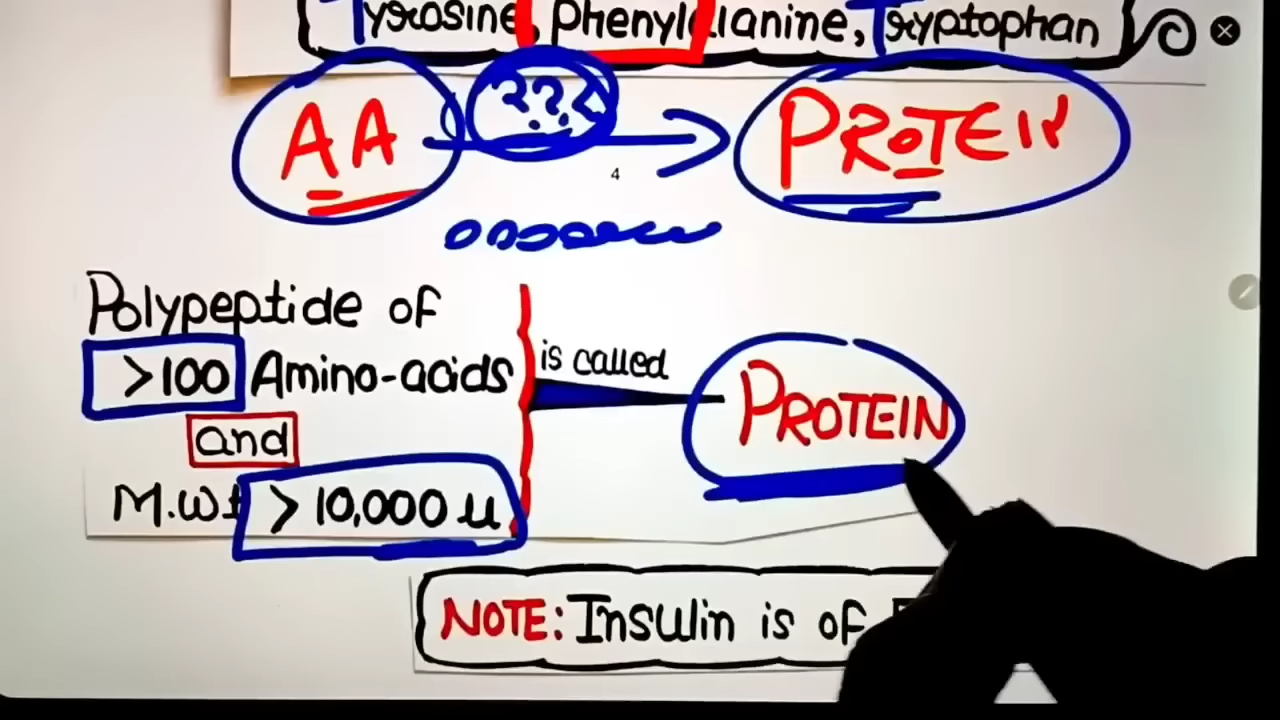 Tyrosine, Phenylalanine, Tryptophan
AA ??? PROTEIN
4
Polypeptide of
>100 Amino-acids
is called
PROTEIN
and
M.Wt > 10,000 u
NOTE: Insulin is of